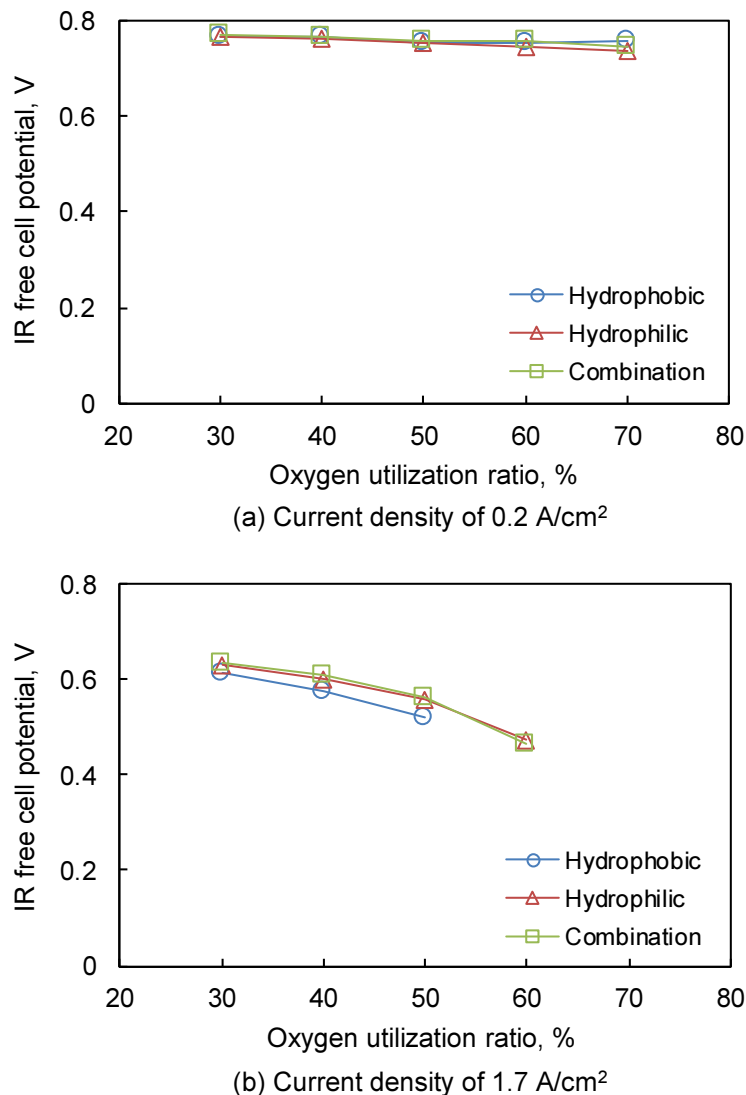 0.8
0.6
0.4
0.2
0
IR free cell potential, V
Hydrophobic
Hydrophilic
Combination
20 30 40 50 60 70 80
Oxygen utilization ratio, %
(a) Current density of 0.2 A/cm²
0.8
0.6
0.4
0.2
0
IR free cell potential, V
Hydrophobic
Hydrophilic
Combination
20 30 40 50 60 70 80
Oxygen utilization ratio, %
(b) Current density of 1.7 A/cm²